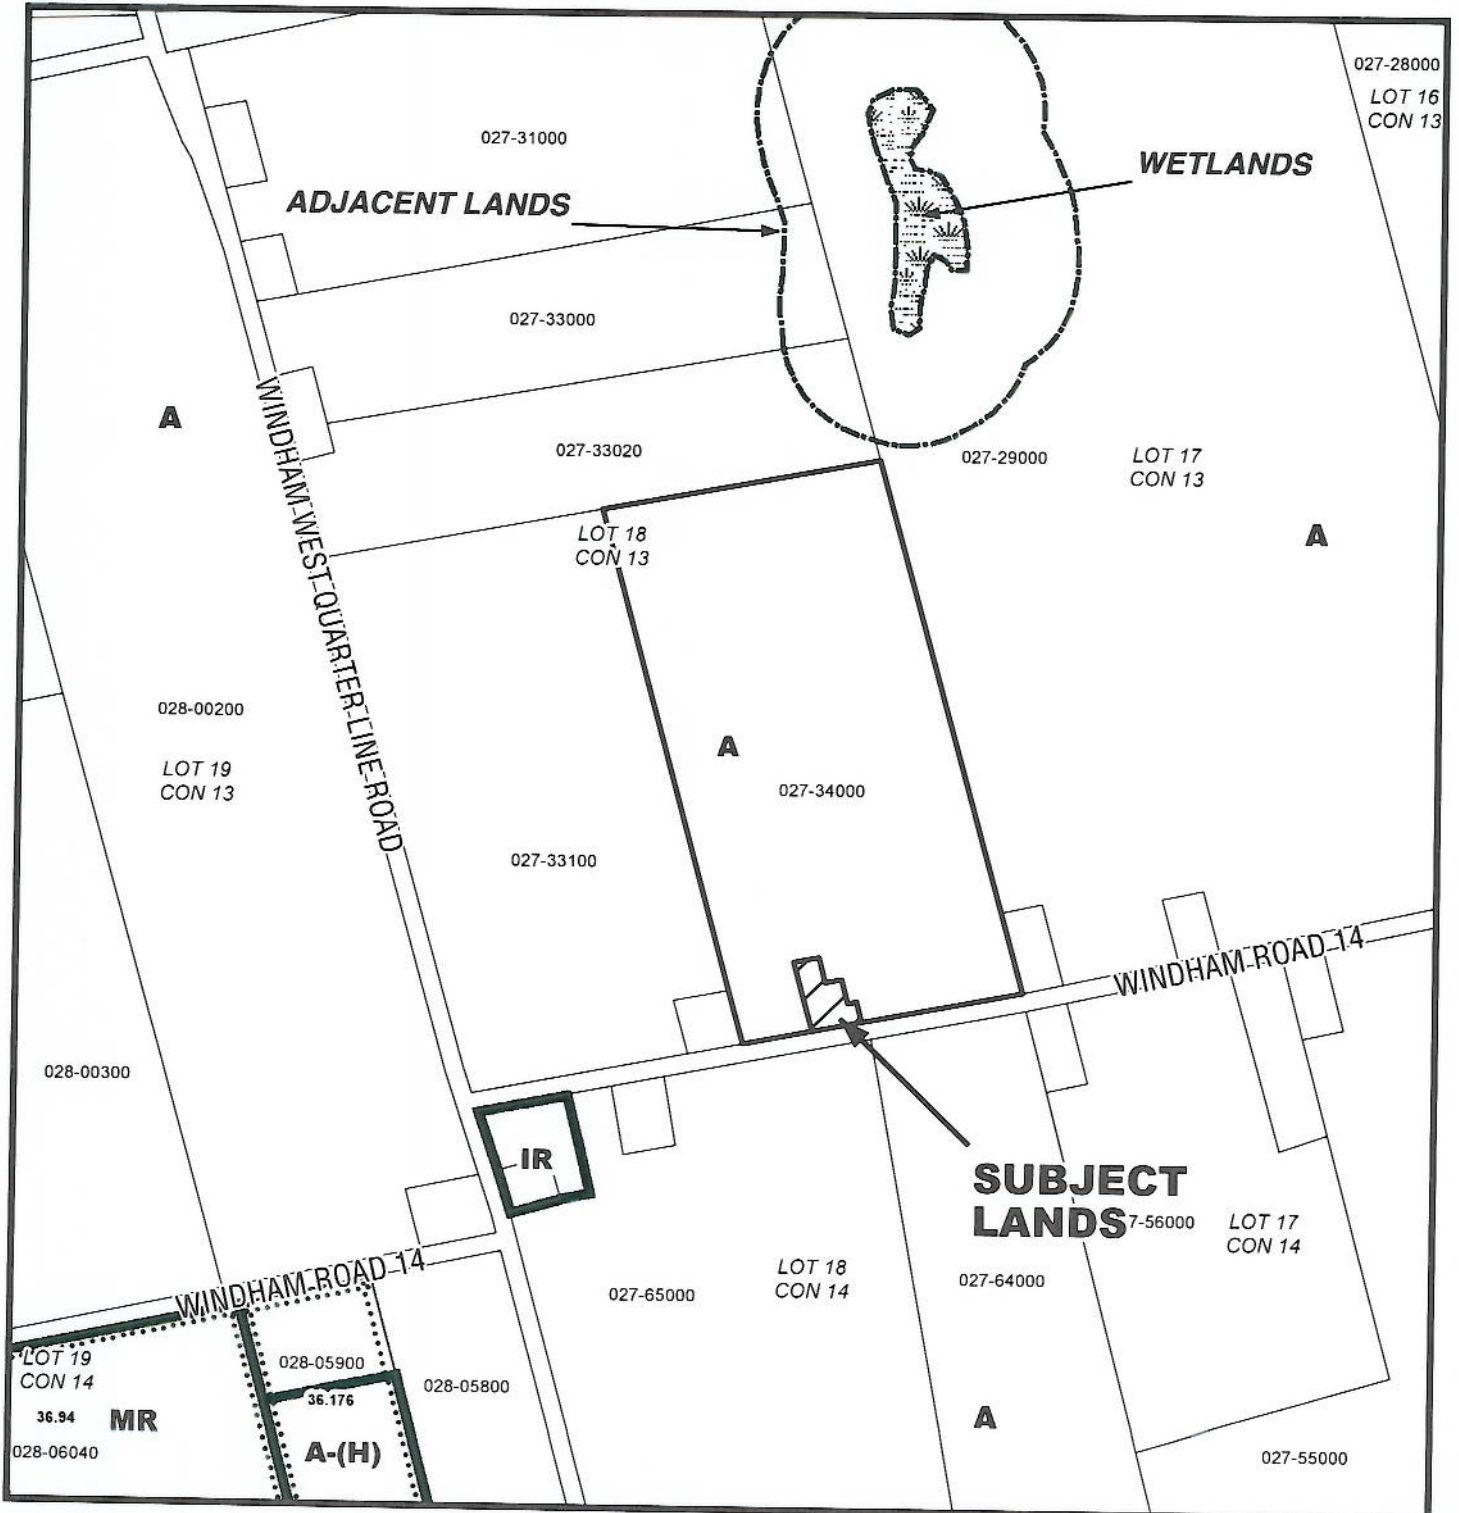 027-28000
LOT 16
CON 13
027-31000
WETLANDS
ADJACENT LANDS
027-33000
A
027-33020
027-29000
LOT 17
CON 13
LOT 18
CON 13
A
WINDHAM WEST QUARTER LINE ROAD
028-00200
A
LOT 19
CON 13
027-34000
027-33100
WINDHAM ROAD 14
028-00300
IR
SUBJECT
LANDS
7-56000
LOT 17
CON 14
WINDHAM ROAD 14
LOT 18
CON 14
027-64000
027-65000
LOT 19
CON 14
028-05900
028-05800
36.176
36.94
MR
A
028-06040
A-(H)
027-55000